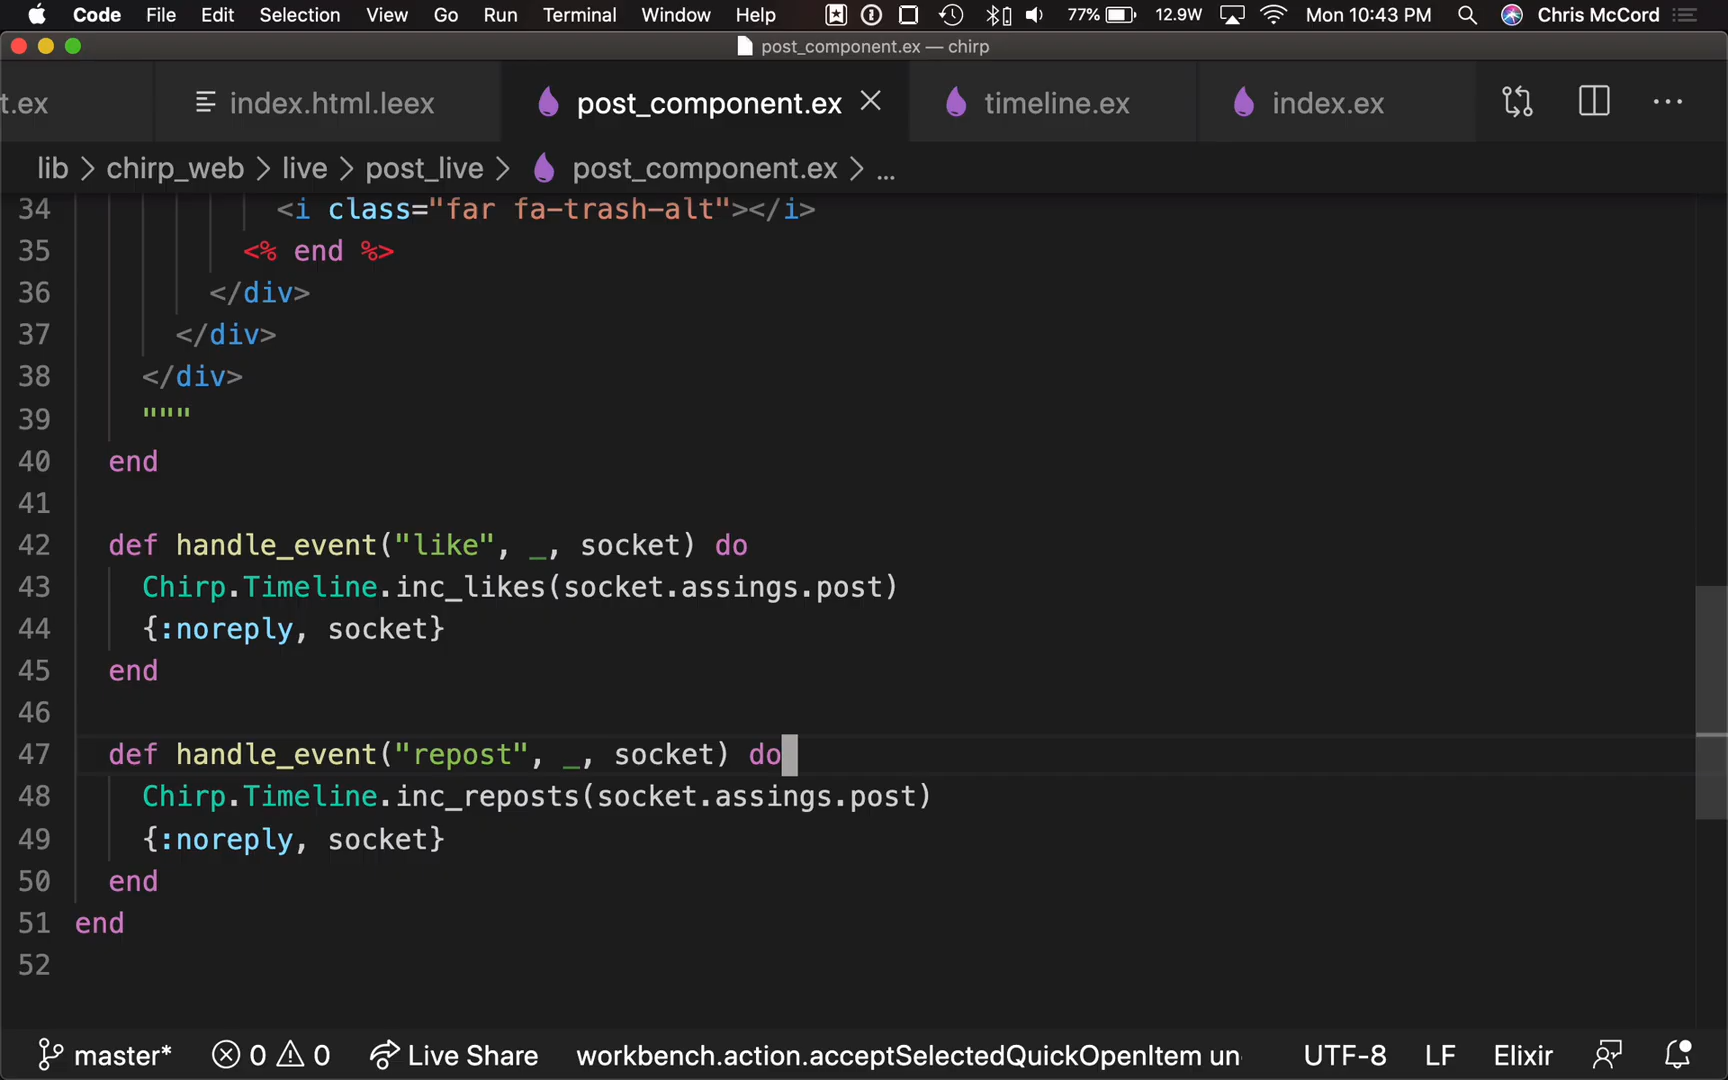 Code File Edit Selection View Go Run Terminal Window Help 77% 12.9W Mon 10:43 PM Chris McCord
post_component.ex — chirp
t.ex index.html.leex post_component.ex timeline.ex index.ex ...
lib > chirp_web > live > post_live > post_component.ex > ...
34 <i class="far fa-trash-alt"></i>
35 <% end %>
36 </div>
37 </div>
38 </div>
39 """
40 end
41
42 def handle_event("like", _, socket) do
43 Chirp.Timeline.inc_likes(socket.assings.post)
44 {:noreply, socket}
45 end
46
47 def handle_event("repost", _, socket) do
48 Chirp.Timeline.inc_reposts(socket.assings.post)
49 {:noreply, socket}
50 end
51 end
52
master* 0 0 Live Share workbench.action.acceptSelectedQuickOpenItem un UTF-8 LF Elixir